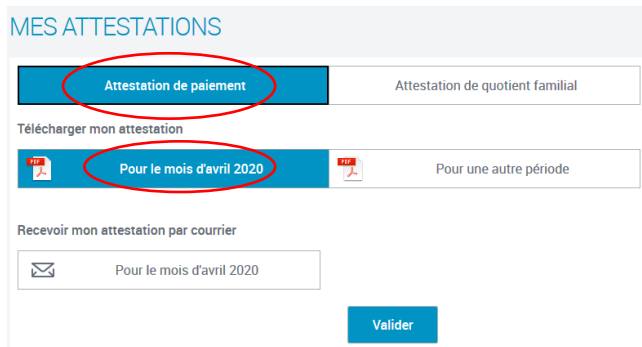 MES ATTESTATIONS
Attestation de paiement
Attestation de quotient familial
Télécharger mon attestation
PDF
Pour le mois d'avril 2020
PDF
Pour une autre période
Recevoir mon attestation par courrier
Pour le mois d'avril 2020
Valider